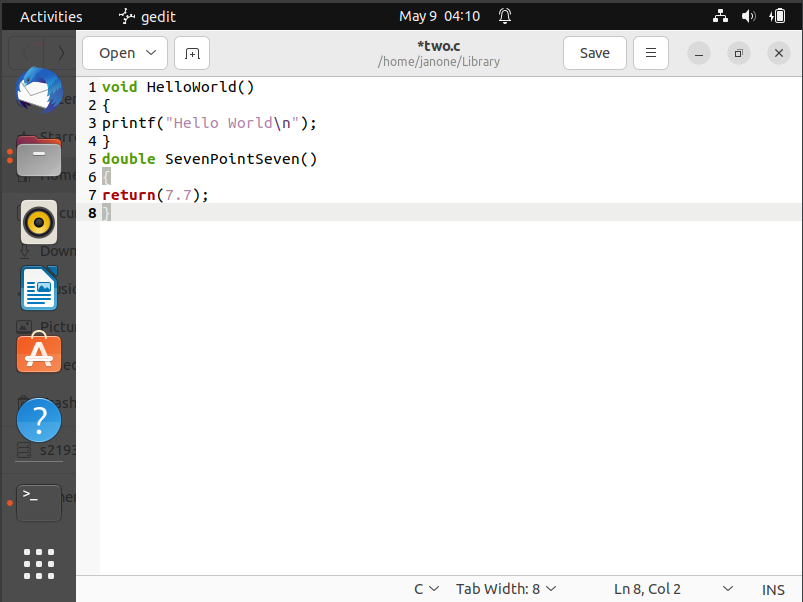 Activities
gedit
May 9 04:10
Open
*two.c
/home/janone/Library
Save
1 void HelloWorld()
2 {
3 printf("Hello World\n");
4 }
5 double SevenPointSeven()
6 {
7 return(7.7);
8 }
?
>_
s2193
C
Tab Width: 8
Ln 8, Col 2
INS